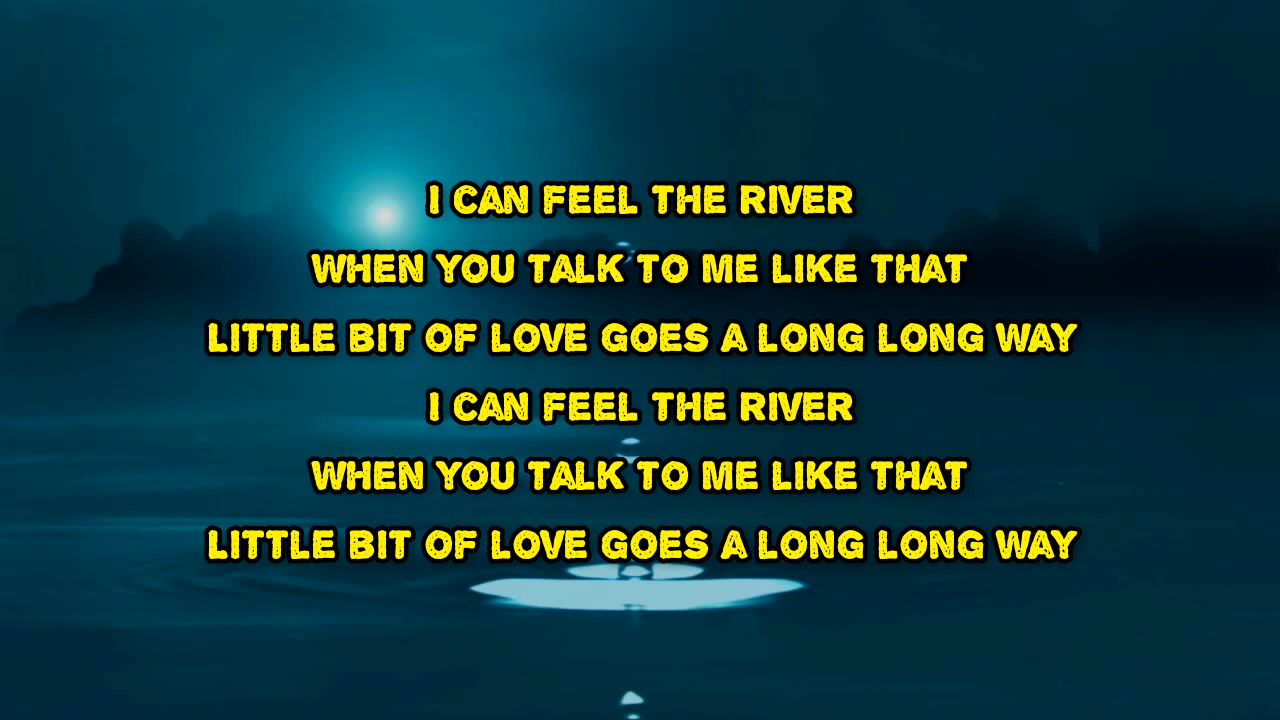 I CAN FEEL THE RIVER
WHEN YOU TALK TO ME LIKE THAT
LITTLE BIT OF LOVE GOES A LONG LONG WAY
I CAN FEEL THE RIVER
WHEN YOU TALK TO ME LIKE THAT
LITTLE BIT OF LOVE GOES A LONG LONG WAY